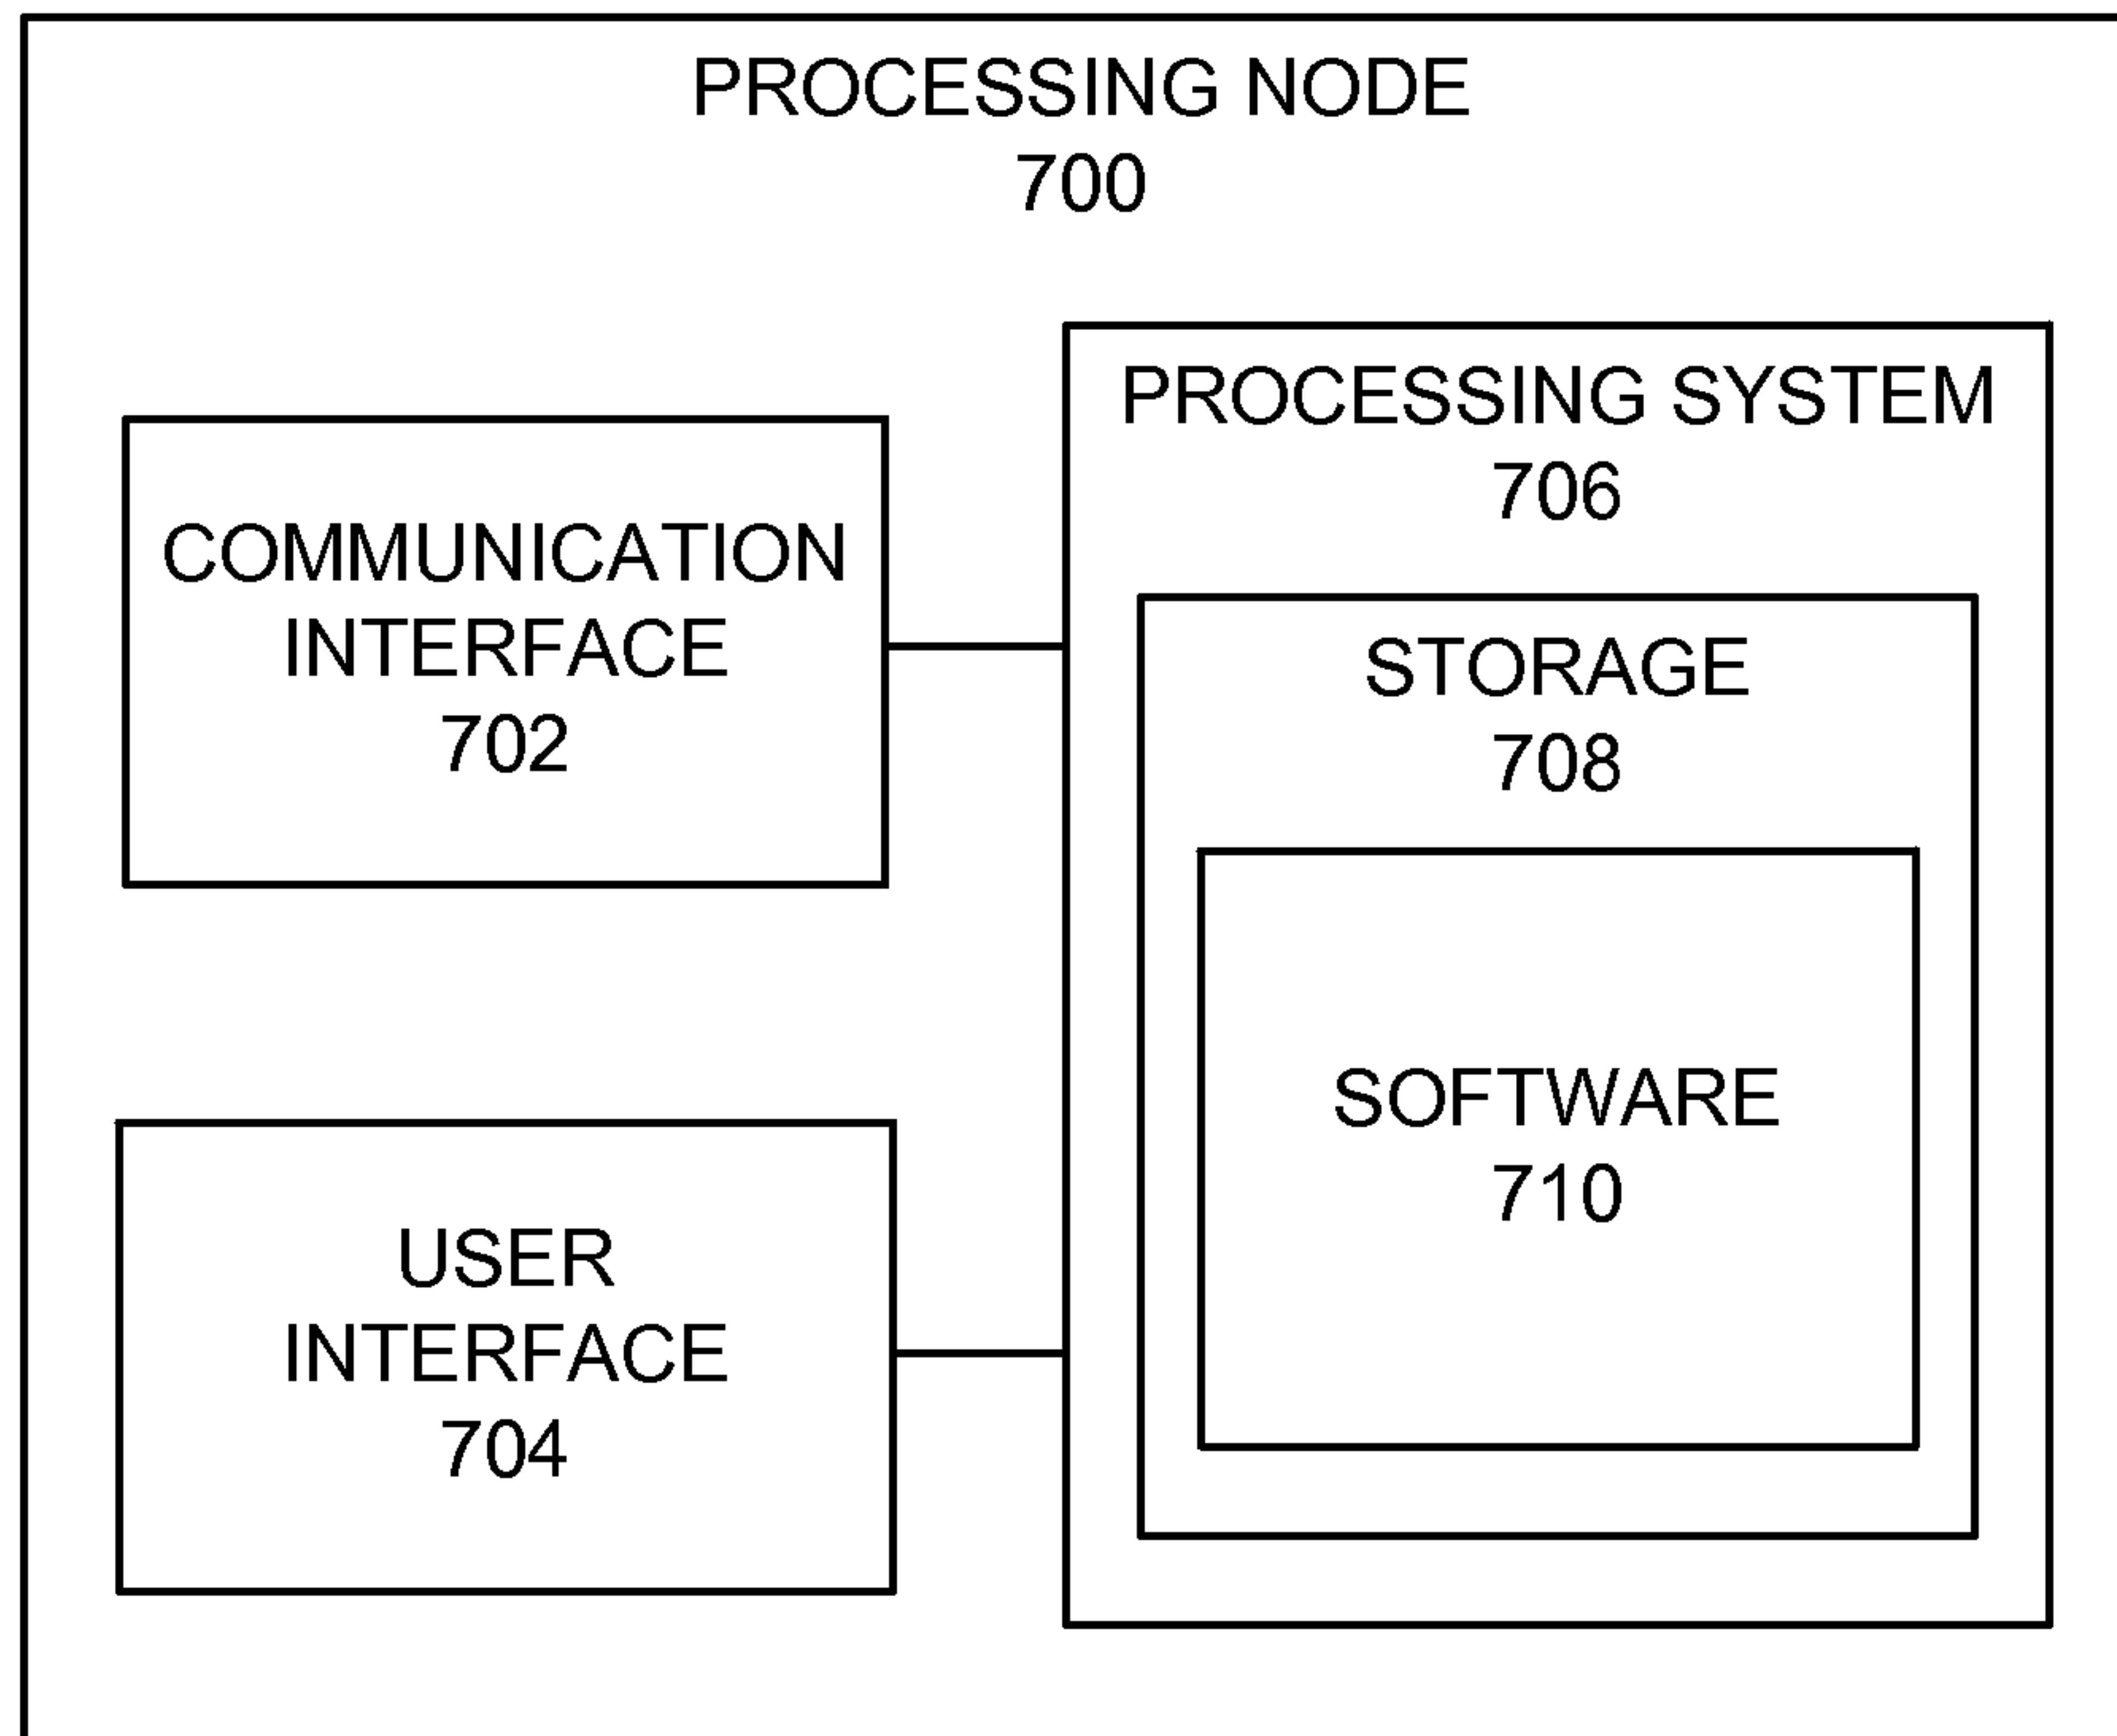 PROCESSING NODE
700
PROCESSING SYSTEM
706
COMMUNICATION
INTERFACE
702
STORAGE
708
SOFTWARE
710
USER
INTERFACE
704